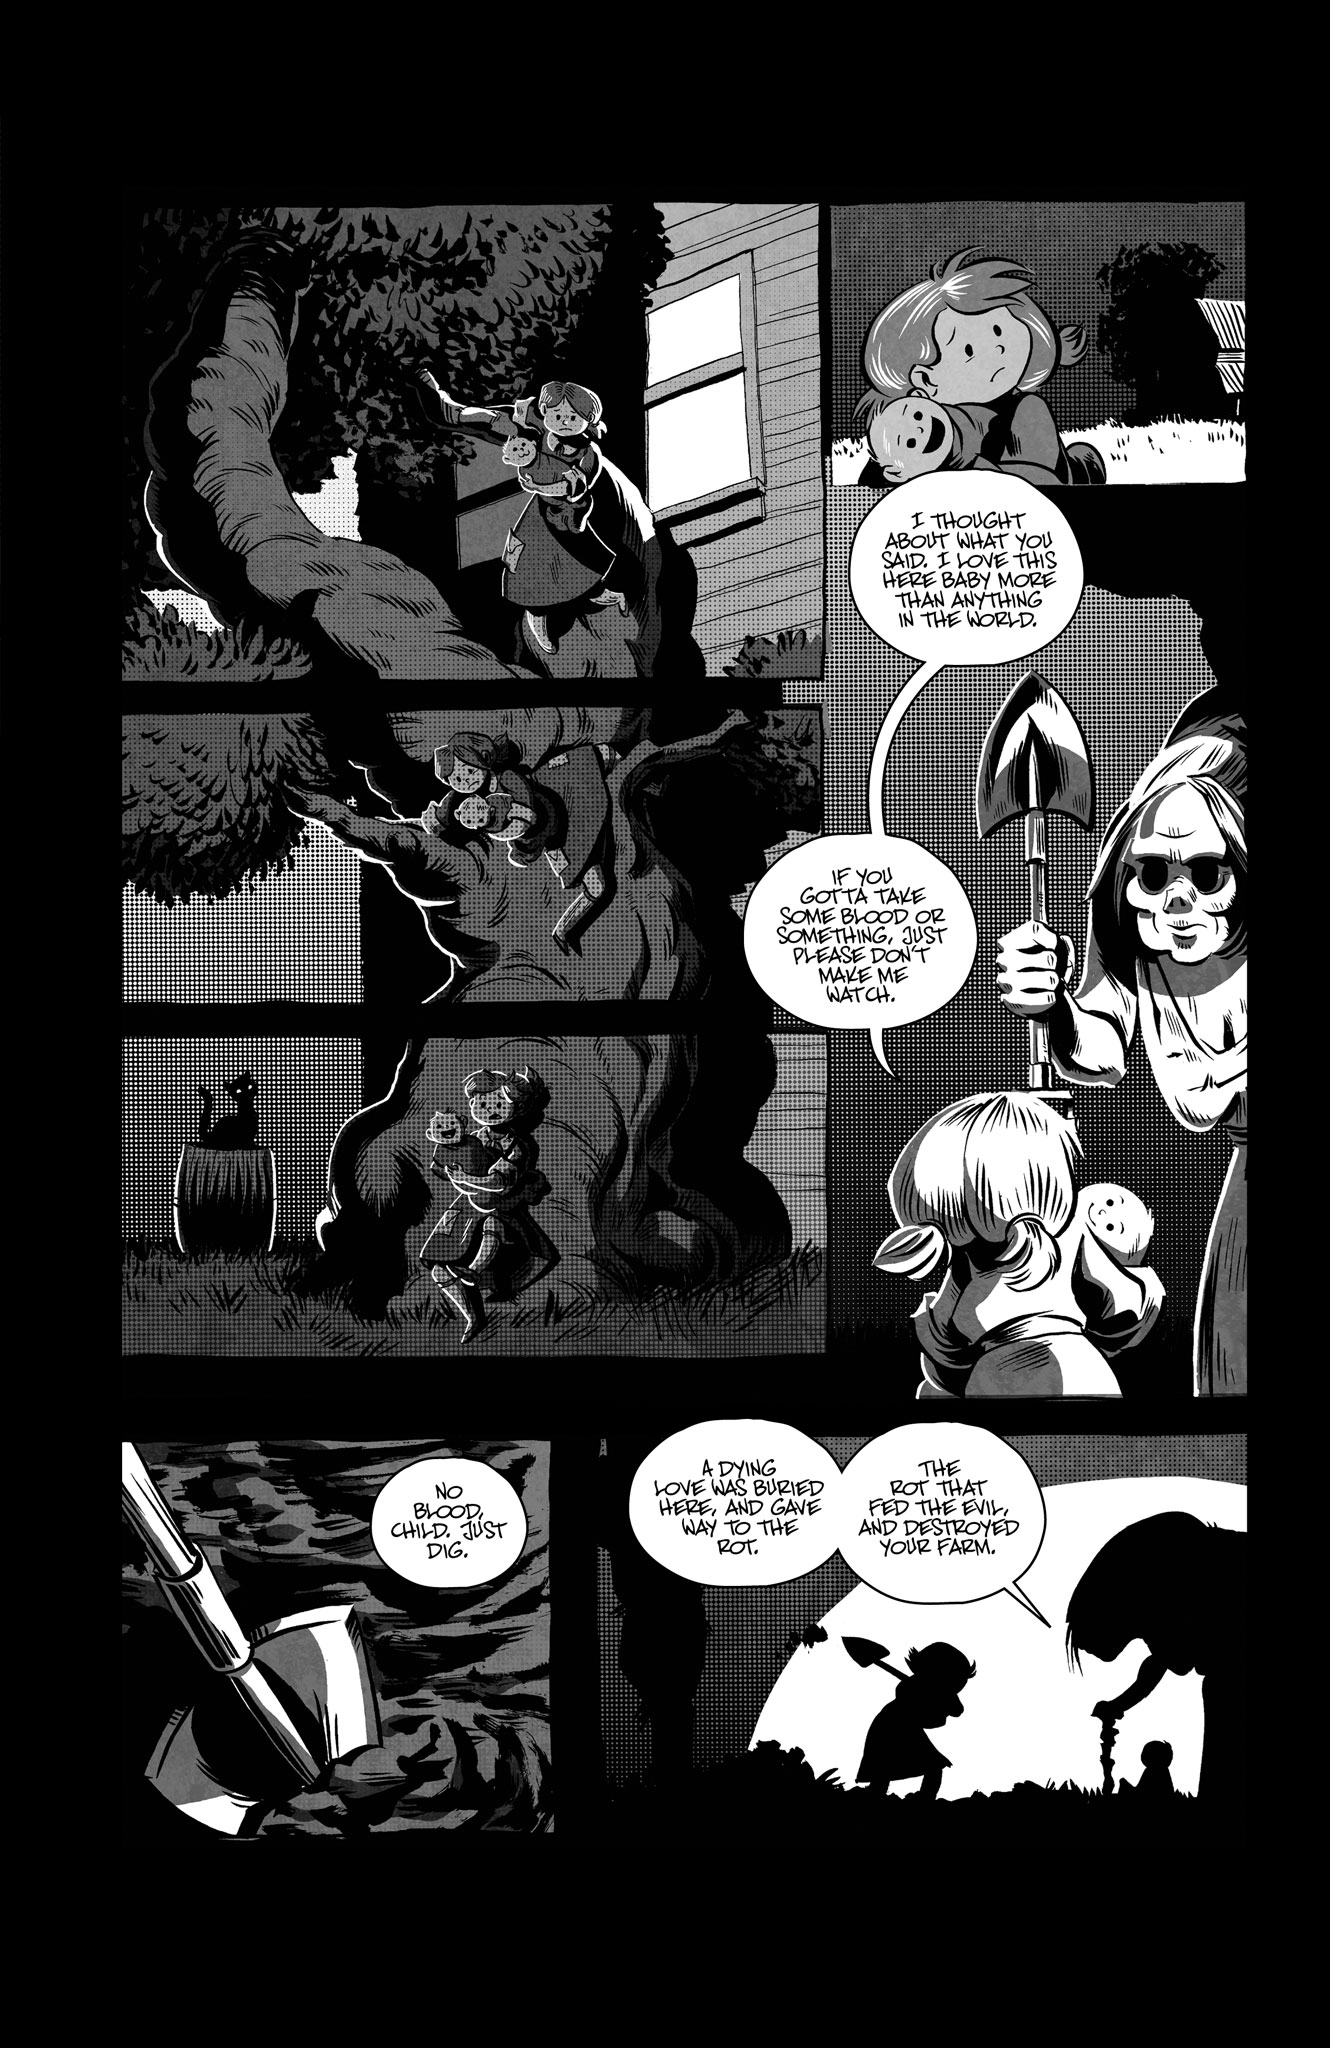 I THOUGHT
ABOUT WHAT YOU
SAID. I LOVE THIS
HERE BABY MORE
THAN ANYTHING
IN THE WORLD.
IF YOU
GOTTA TAKE
SOME BLOOD OR
SOMETHING, JUST
PLEASE DON'T
MAKE ME
WATCH.
NO
BLOOD,
CHILD. JUST
DIG.
A DYING
LOVE WAS BURIED
HERE, AND GAVE
WAY TO THE
ROT.
THE
ROT THAT
FED THE EVIL,
AND DESTROYED
YOUR FARM.